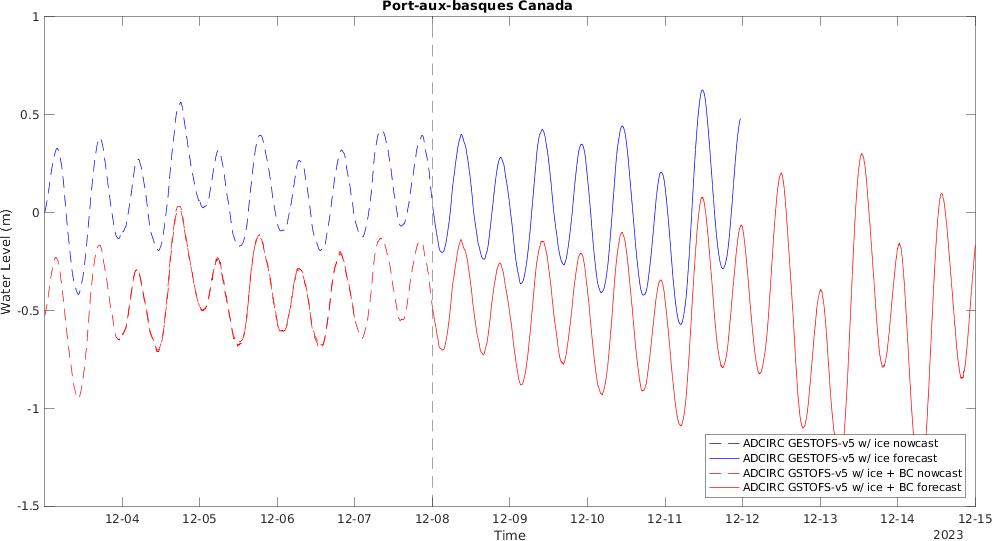 Port-aux-basques Canada
1
0.5
0
-0.5
-1
-1.5
Water Level (m)
ADCIRC GESTOFS-v5 w/ ice nowcast
ADCIRC GESTOFS-v5 w/ ice forecast
ADCIRC GSTOFS-v5 w/ ice + BC nowcast
ADCIRC GSTOFS-v5 w/ ice + BC forecast
12-04 12-05 12-06 12-07 12-08 12-09 12-10 12-11 12-12 12-13 12-14 12-15
Time
2023